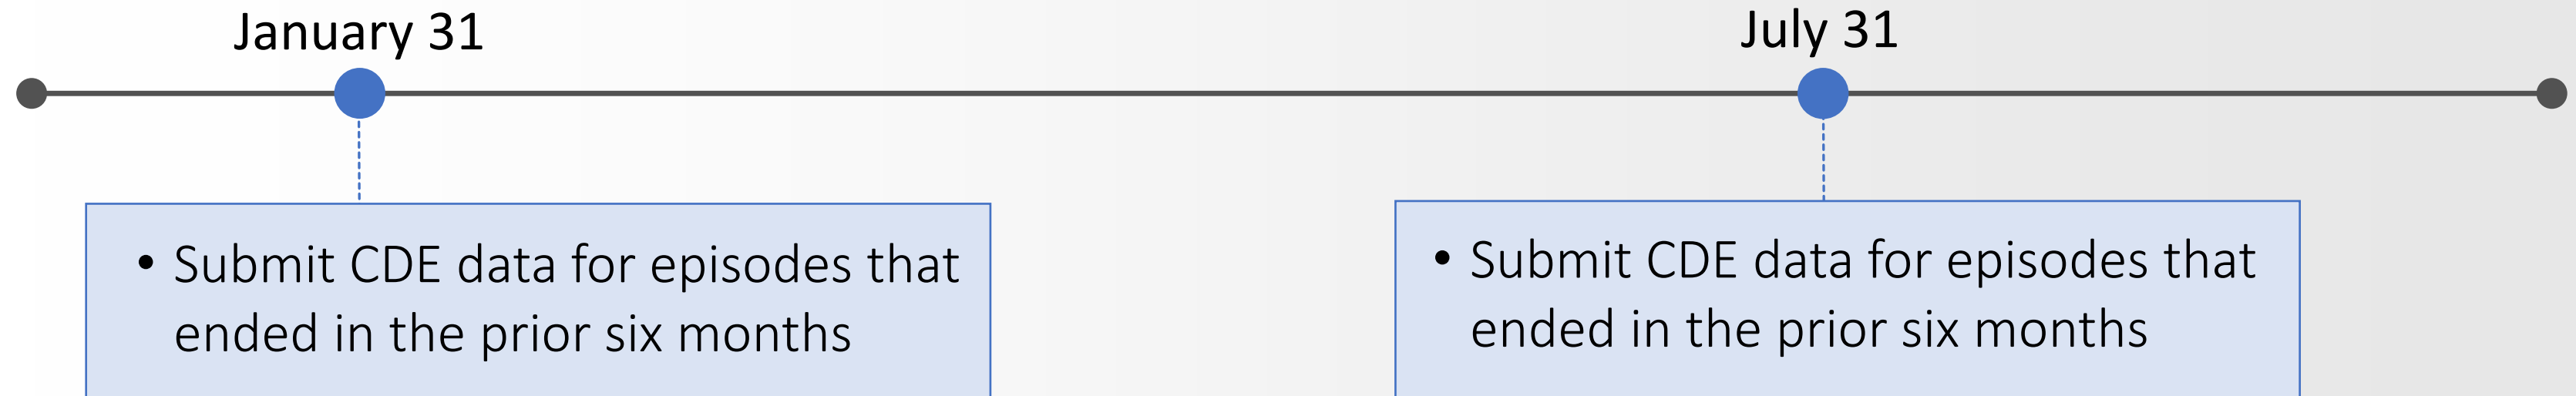 January 31
July 31
• Submit CDE data for episodes that
ended in the prior six months
• Submit CDE data for episodes that
ended in the prior six months